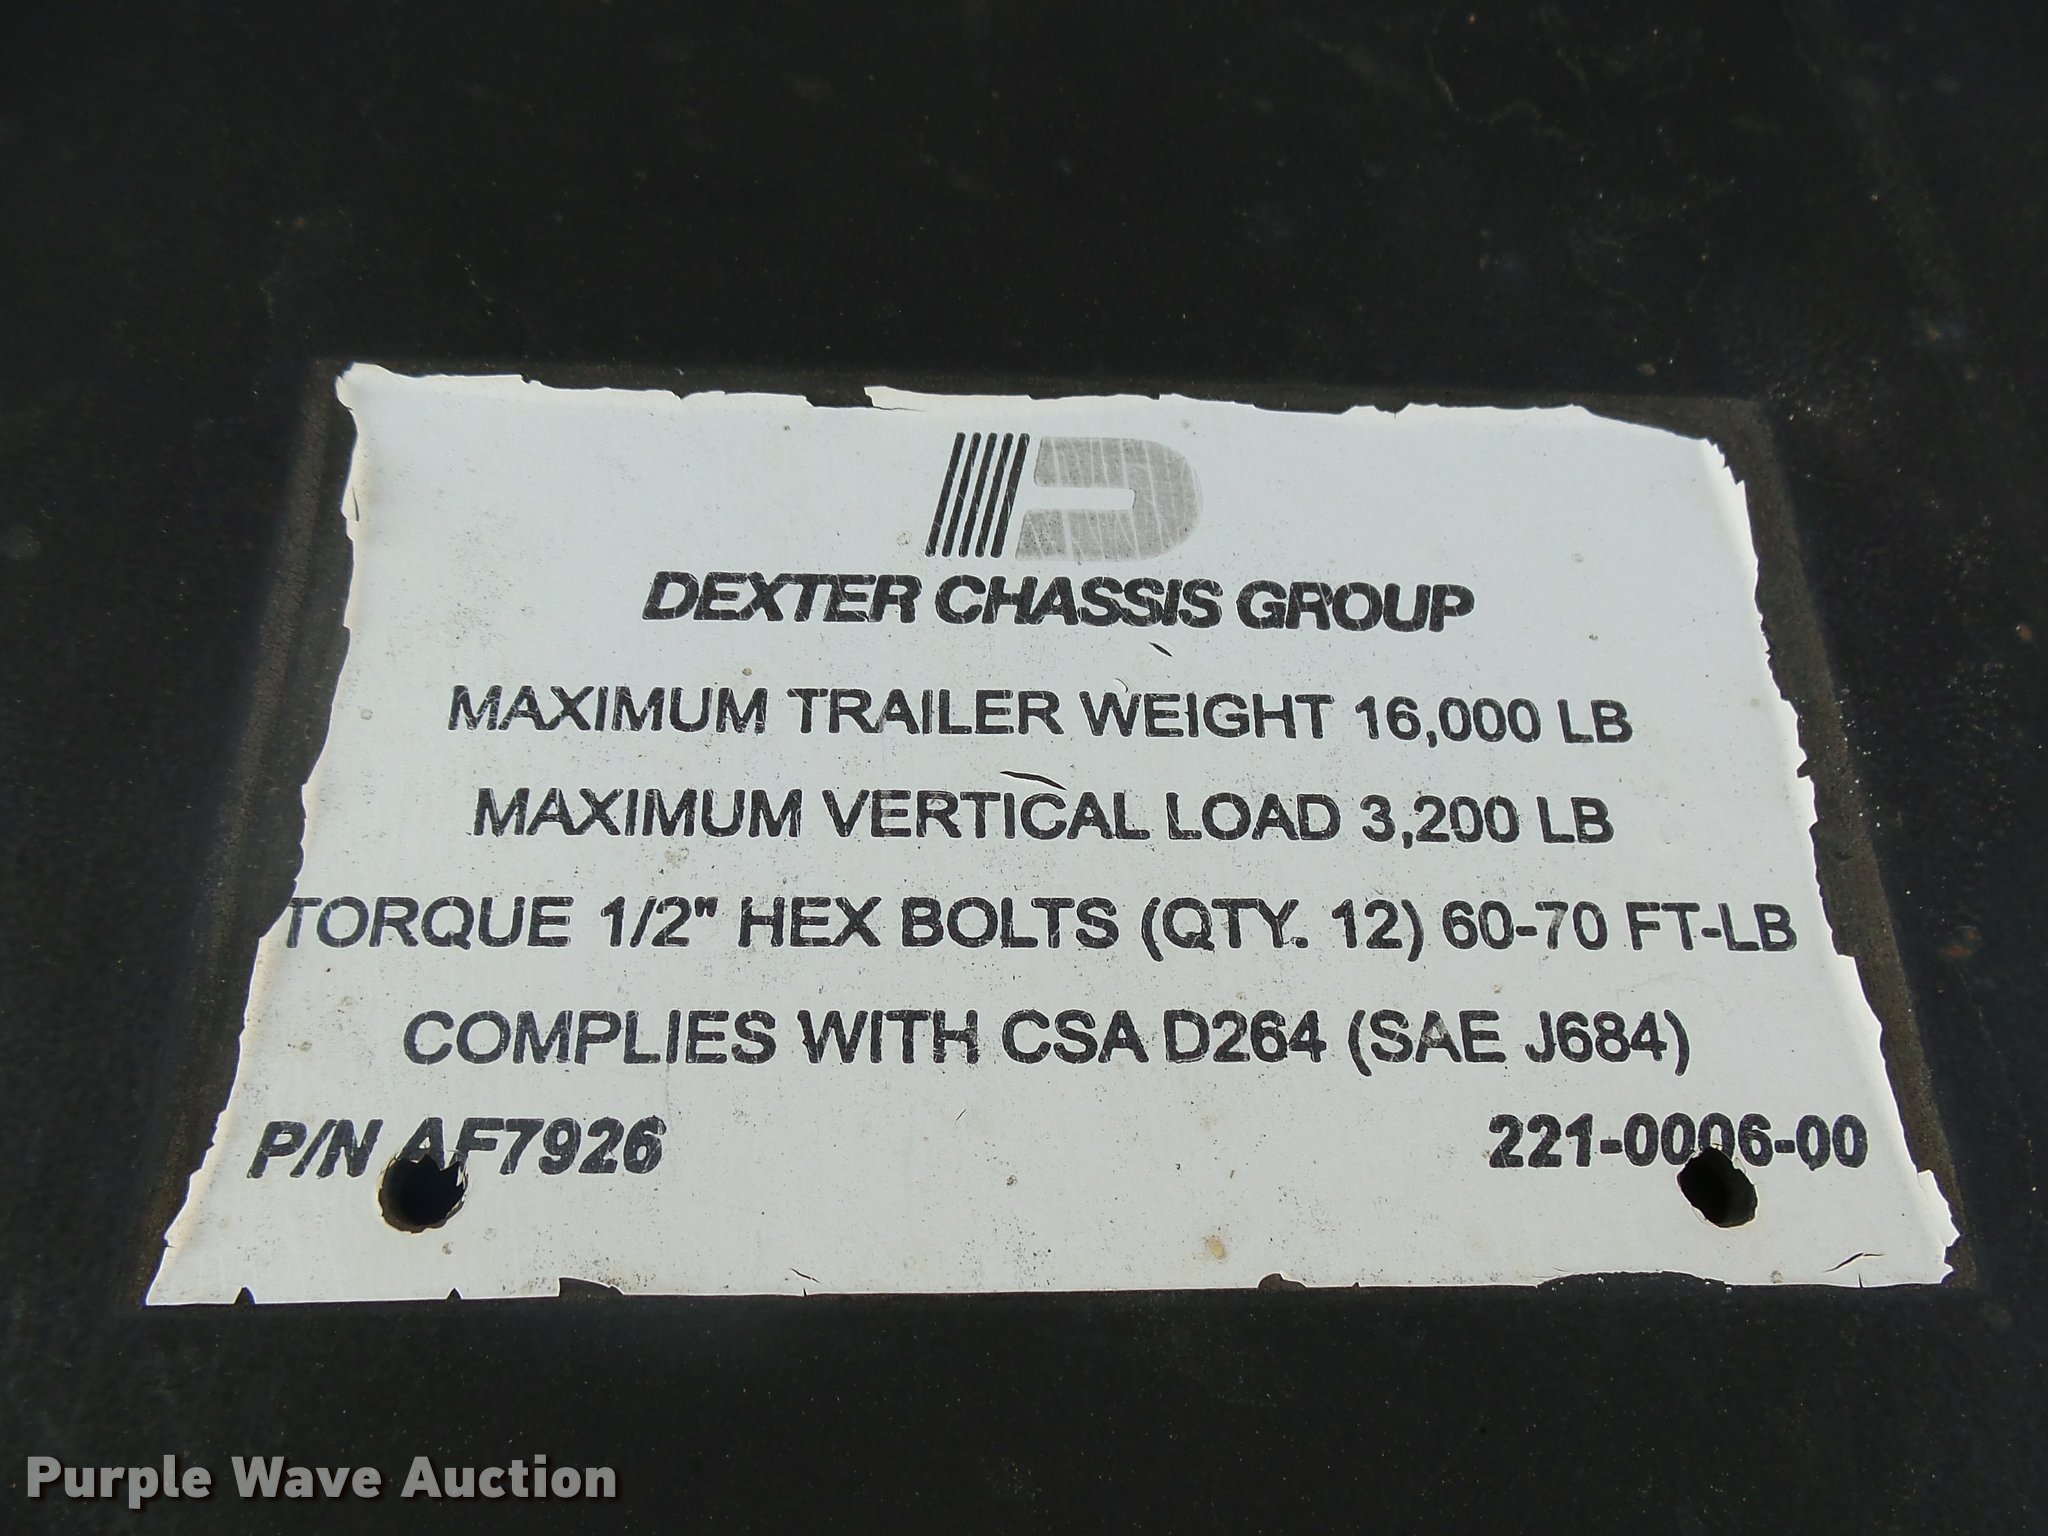 DEXTER CHASSIS GROUP
MAXIMUM TRAILER WEIGHT 16,000 LB
MAXIMUM VERTICAL LOAD 3,200 LB
TORQUE 1/2" HEX BOLTS (QTY. 12) 60-70 FT-LB
COMPLIES WITH CSA D264 (SAE J684)
P/N AF7926 221-0006-00
Purple Wave Auction